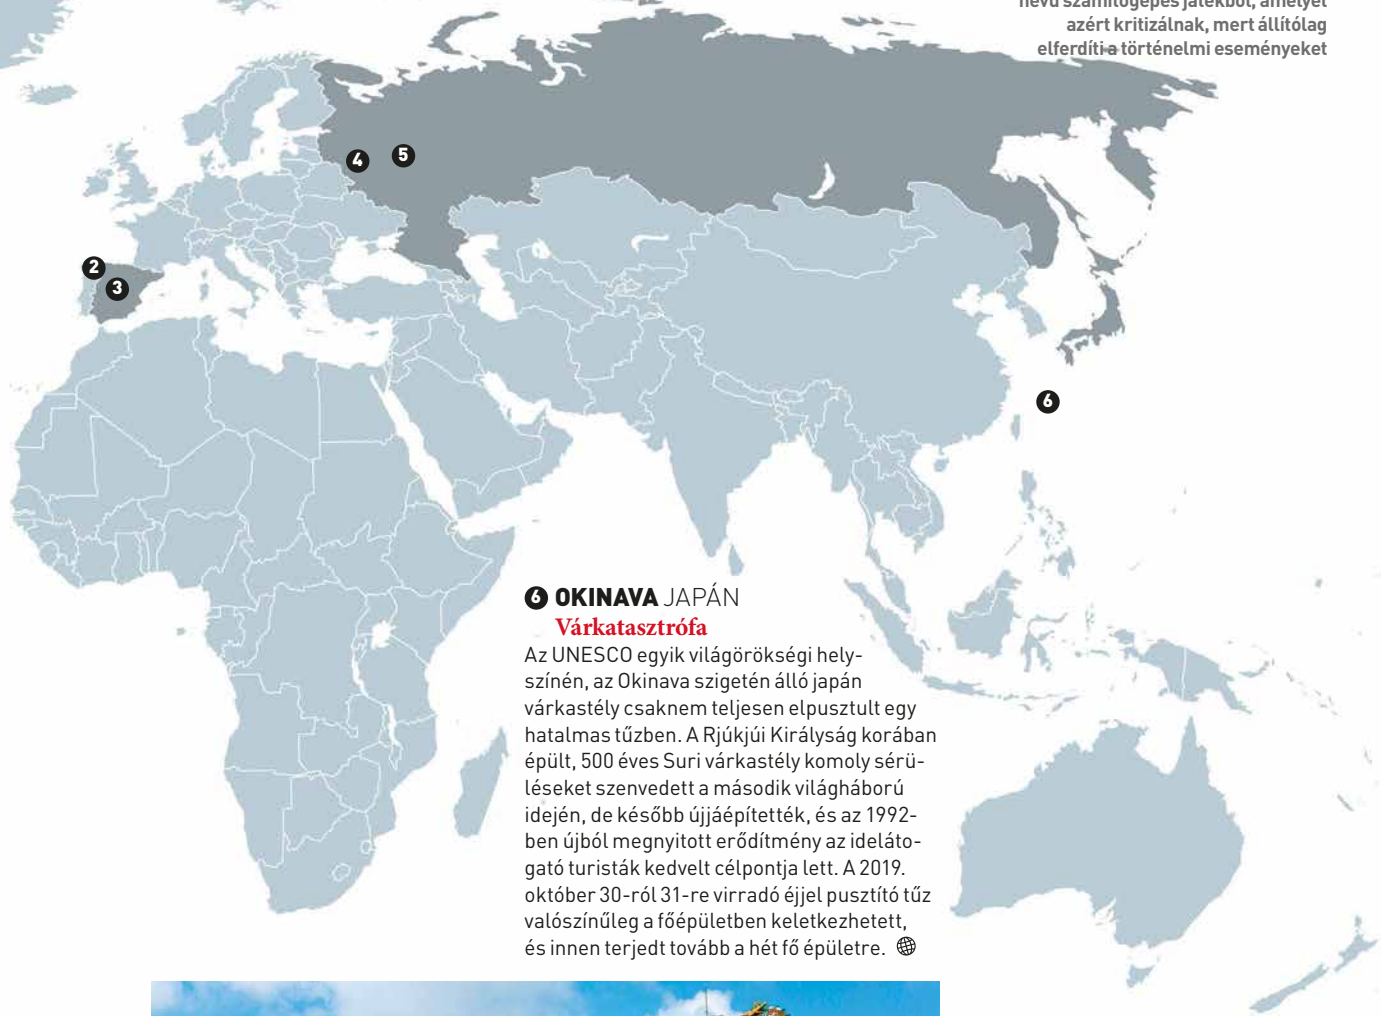 nevű számítógépes játékból, amelyet
azért kritizálnak, mert állítólag
elferdíti a történelmi eseményeket
4
5
2
3
6
6 OKINAVA JAPÁN
Várkatasztrófa
Az UNESCO egyik világörökségi hely-
színén, az Okinava szigetén álló japán
várkastély csaknem teljesen elpusztult egy
hatalmas tűzben. A Rjúkjúi Királyság korában
épült, 500 éves Suri várkastély komoly sérü-
léseket szenvedett a második világháború
idején, de később újjáépítették, és az 1992-
ben újból megnyitott erődítmény az ideláto-
gató turisták kedvelt célpontja lett. A 2019.
október 30-ról 31-re virradó éjjel pusztító tűz
valószínűleg a főépületben keletkezhetett,
és innen terjedt tovább a hét fő épületre.